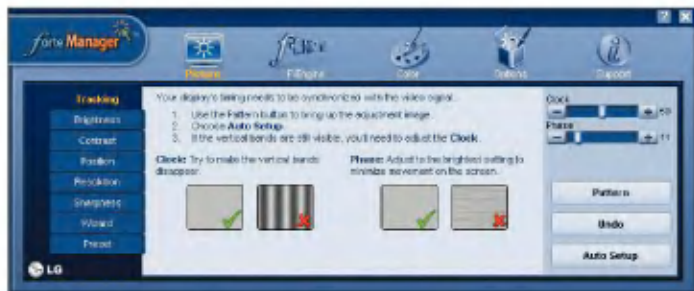 forte Manager
Picture
Color
Options
Support
Tracking
Brightness
Contrast
Position
Resolution
Sharpness
Wizard
Preset
LG
Your display's timing needs to be synchronized with the video signal.
1. Use the Pattern button to bring up the adjustment image.
2. Choose Auto Setup
3. If the vertical bands are still visible, you'll need to adjust the Clock.
Clock: Try to make the vertical bands
disappear.
Phase: Adjust to the brightest setting to
minimize movement on the screen.
Clock
Phase
Pattern
Undo
Auto Setup